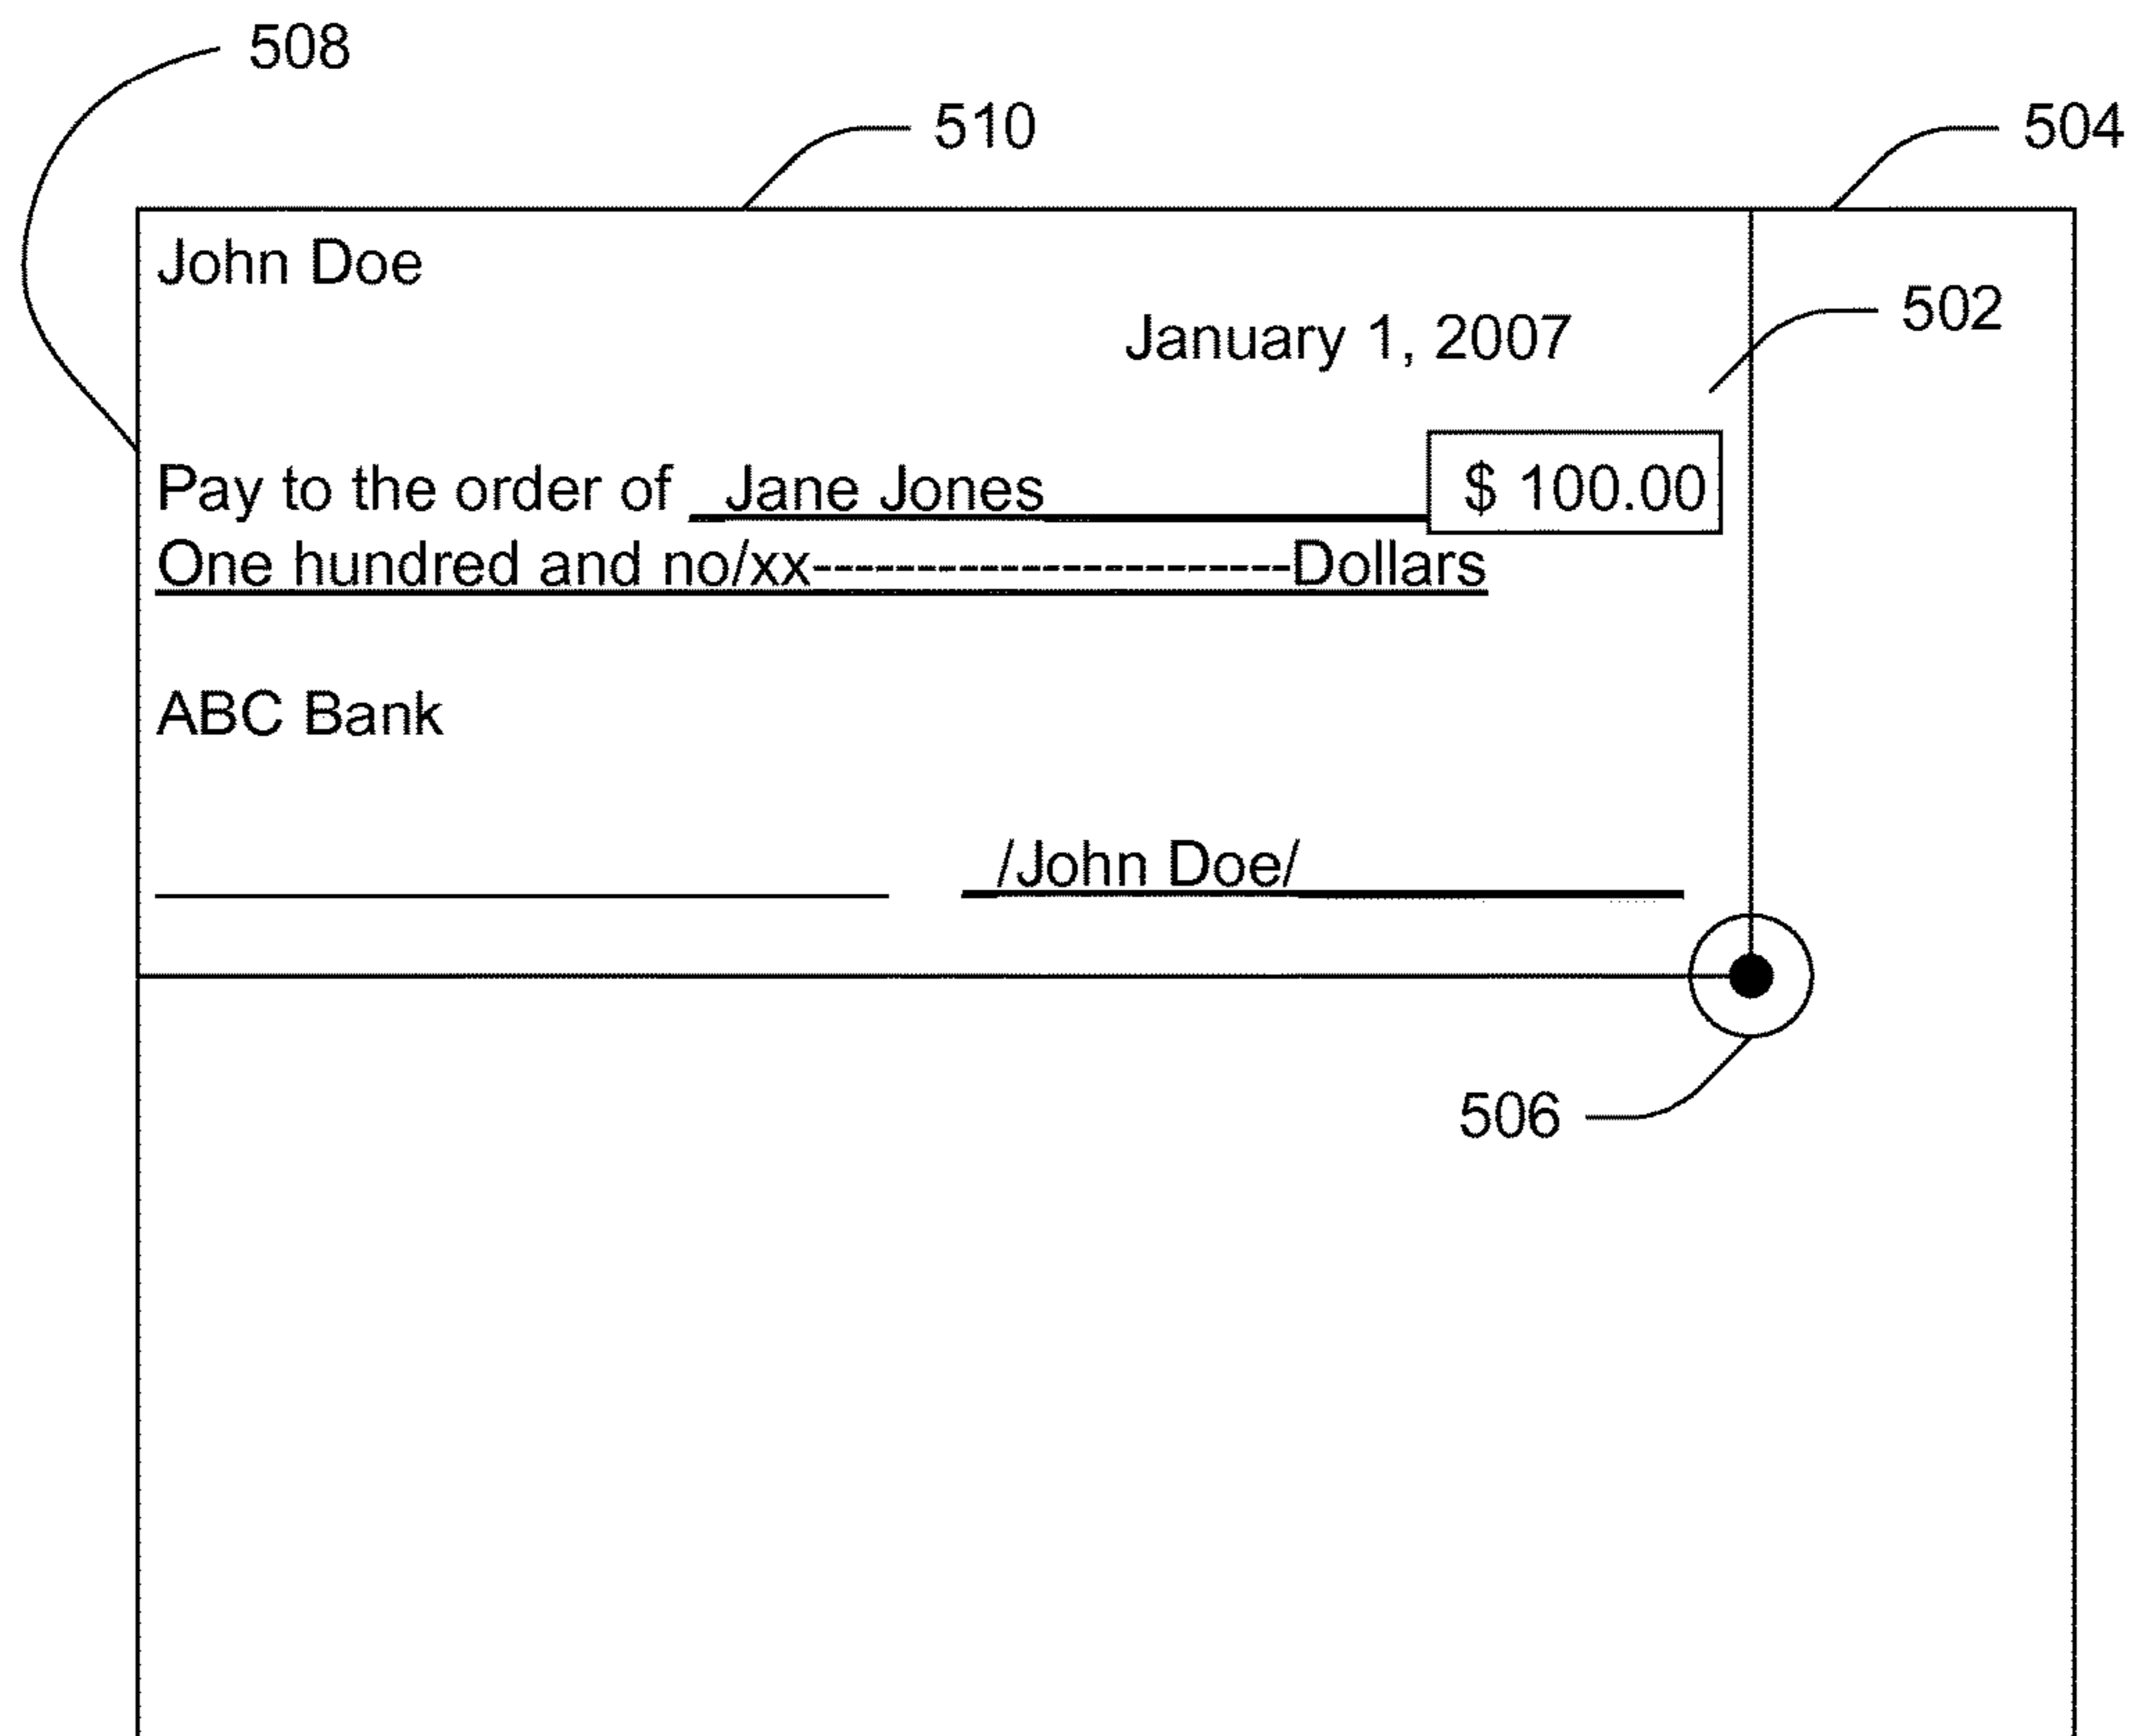 508
510
504
John Doe
502
January 1, 2007
Pay to the order of Jane Jones $ 100.00
One hundred and no/xx-----------------------Dollars
ABC Bank
/John Doe/
506